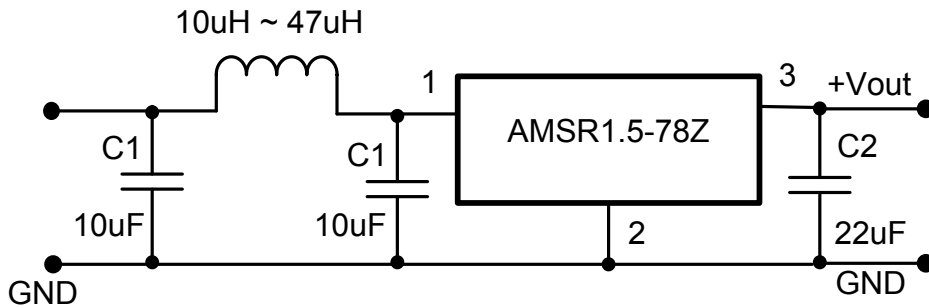 10uH ~ 47uH
1
3
+Vout
AMSR1.5-78Z
C1
C1
C2
10uF
10uF
2
22uF
GND
GND